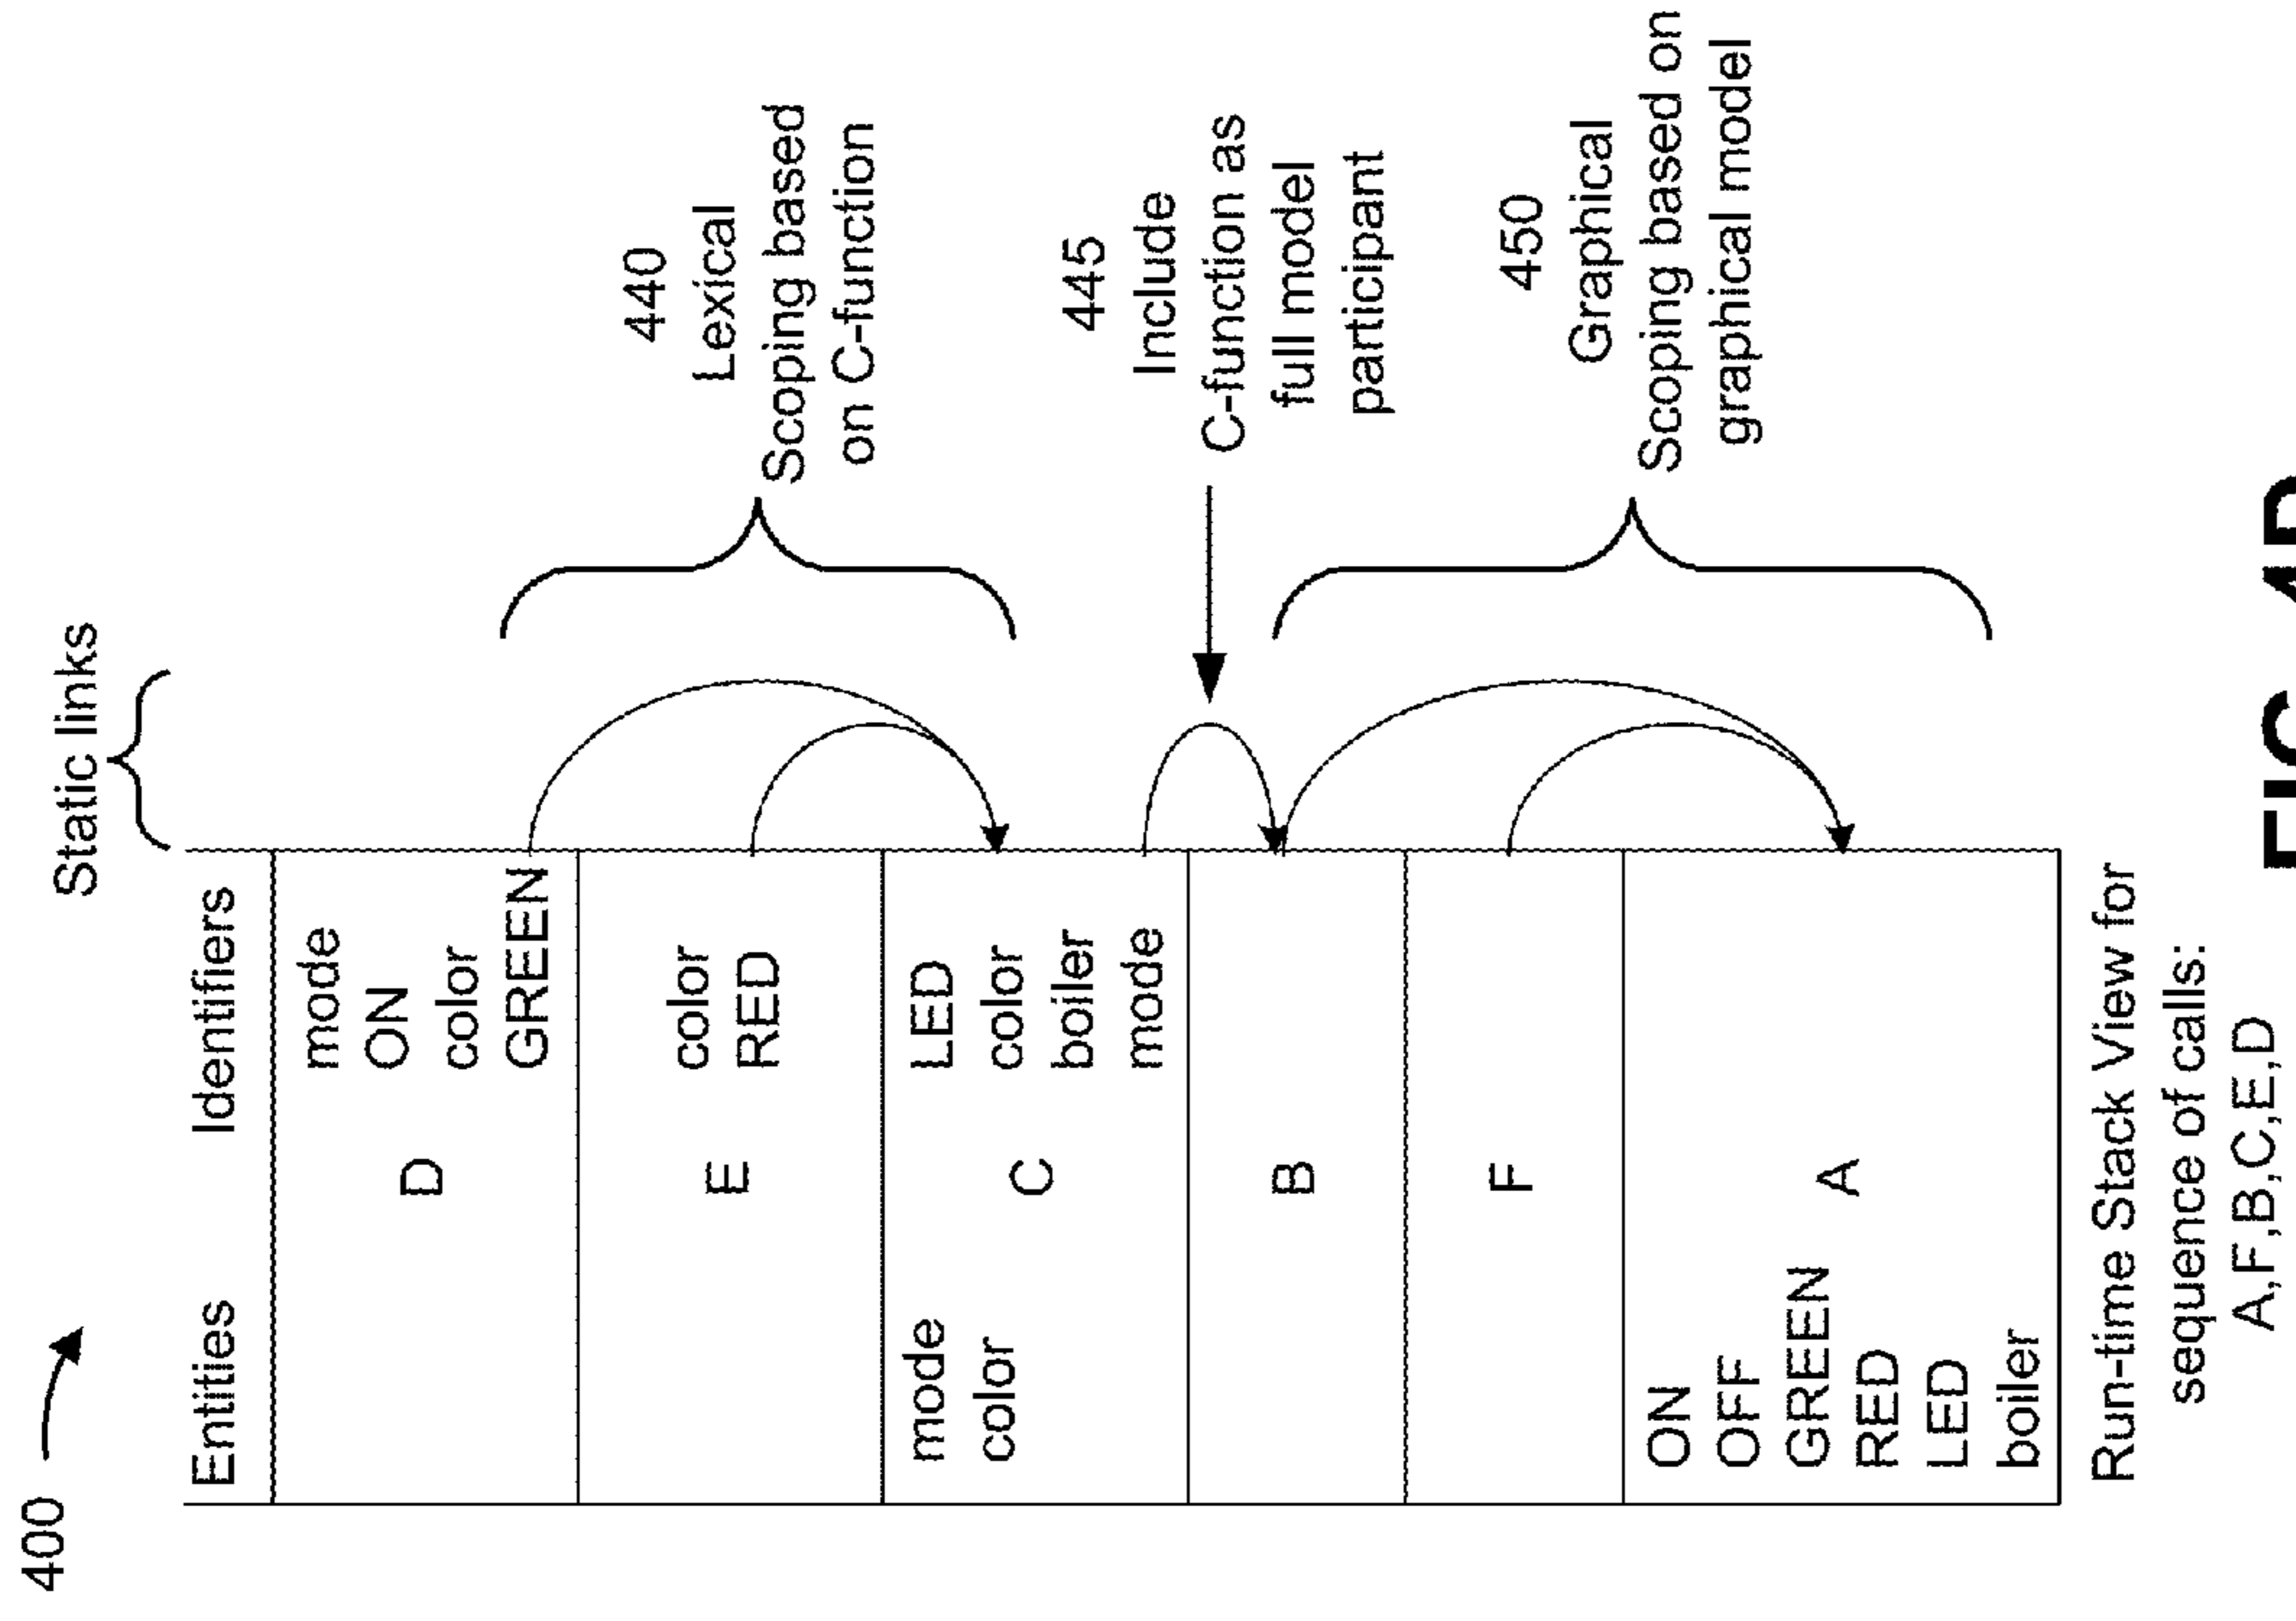 400
Static links
Entities
Identifiers
D
mode
ON
color
GREEN
E
color
RED
mode
color
C
LED
color
boiler
mode
B
F
ON
OFF
GREEN
RED
LED
boiler
A
440
Lexical
Scoping based
on C-function
445
Include
C-function as
full model
participant
450
Graphical
Scoping based on
graphical model
Run-time Stack View for
sequence of calls:
A,F,B,C,E,D